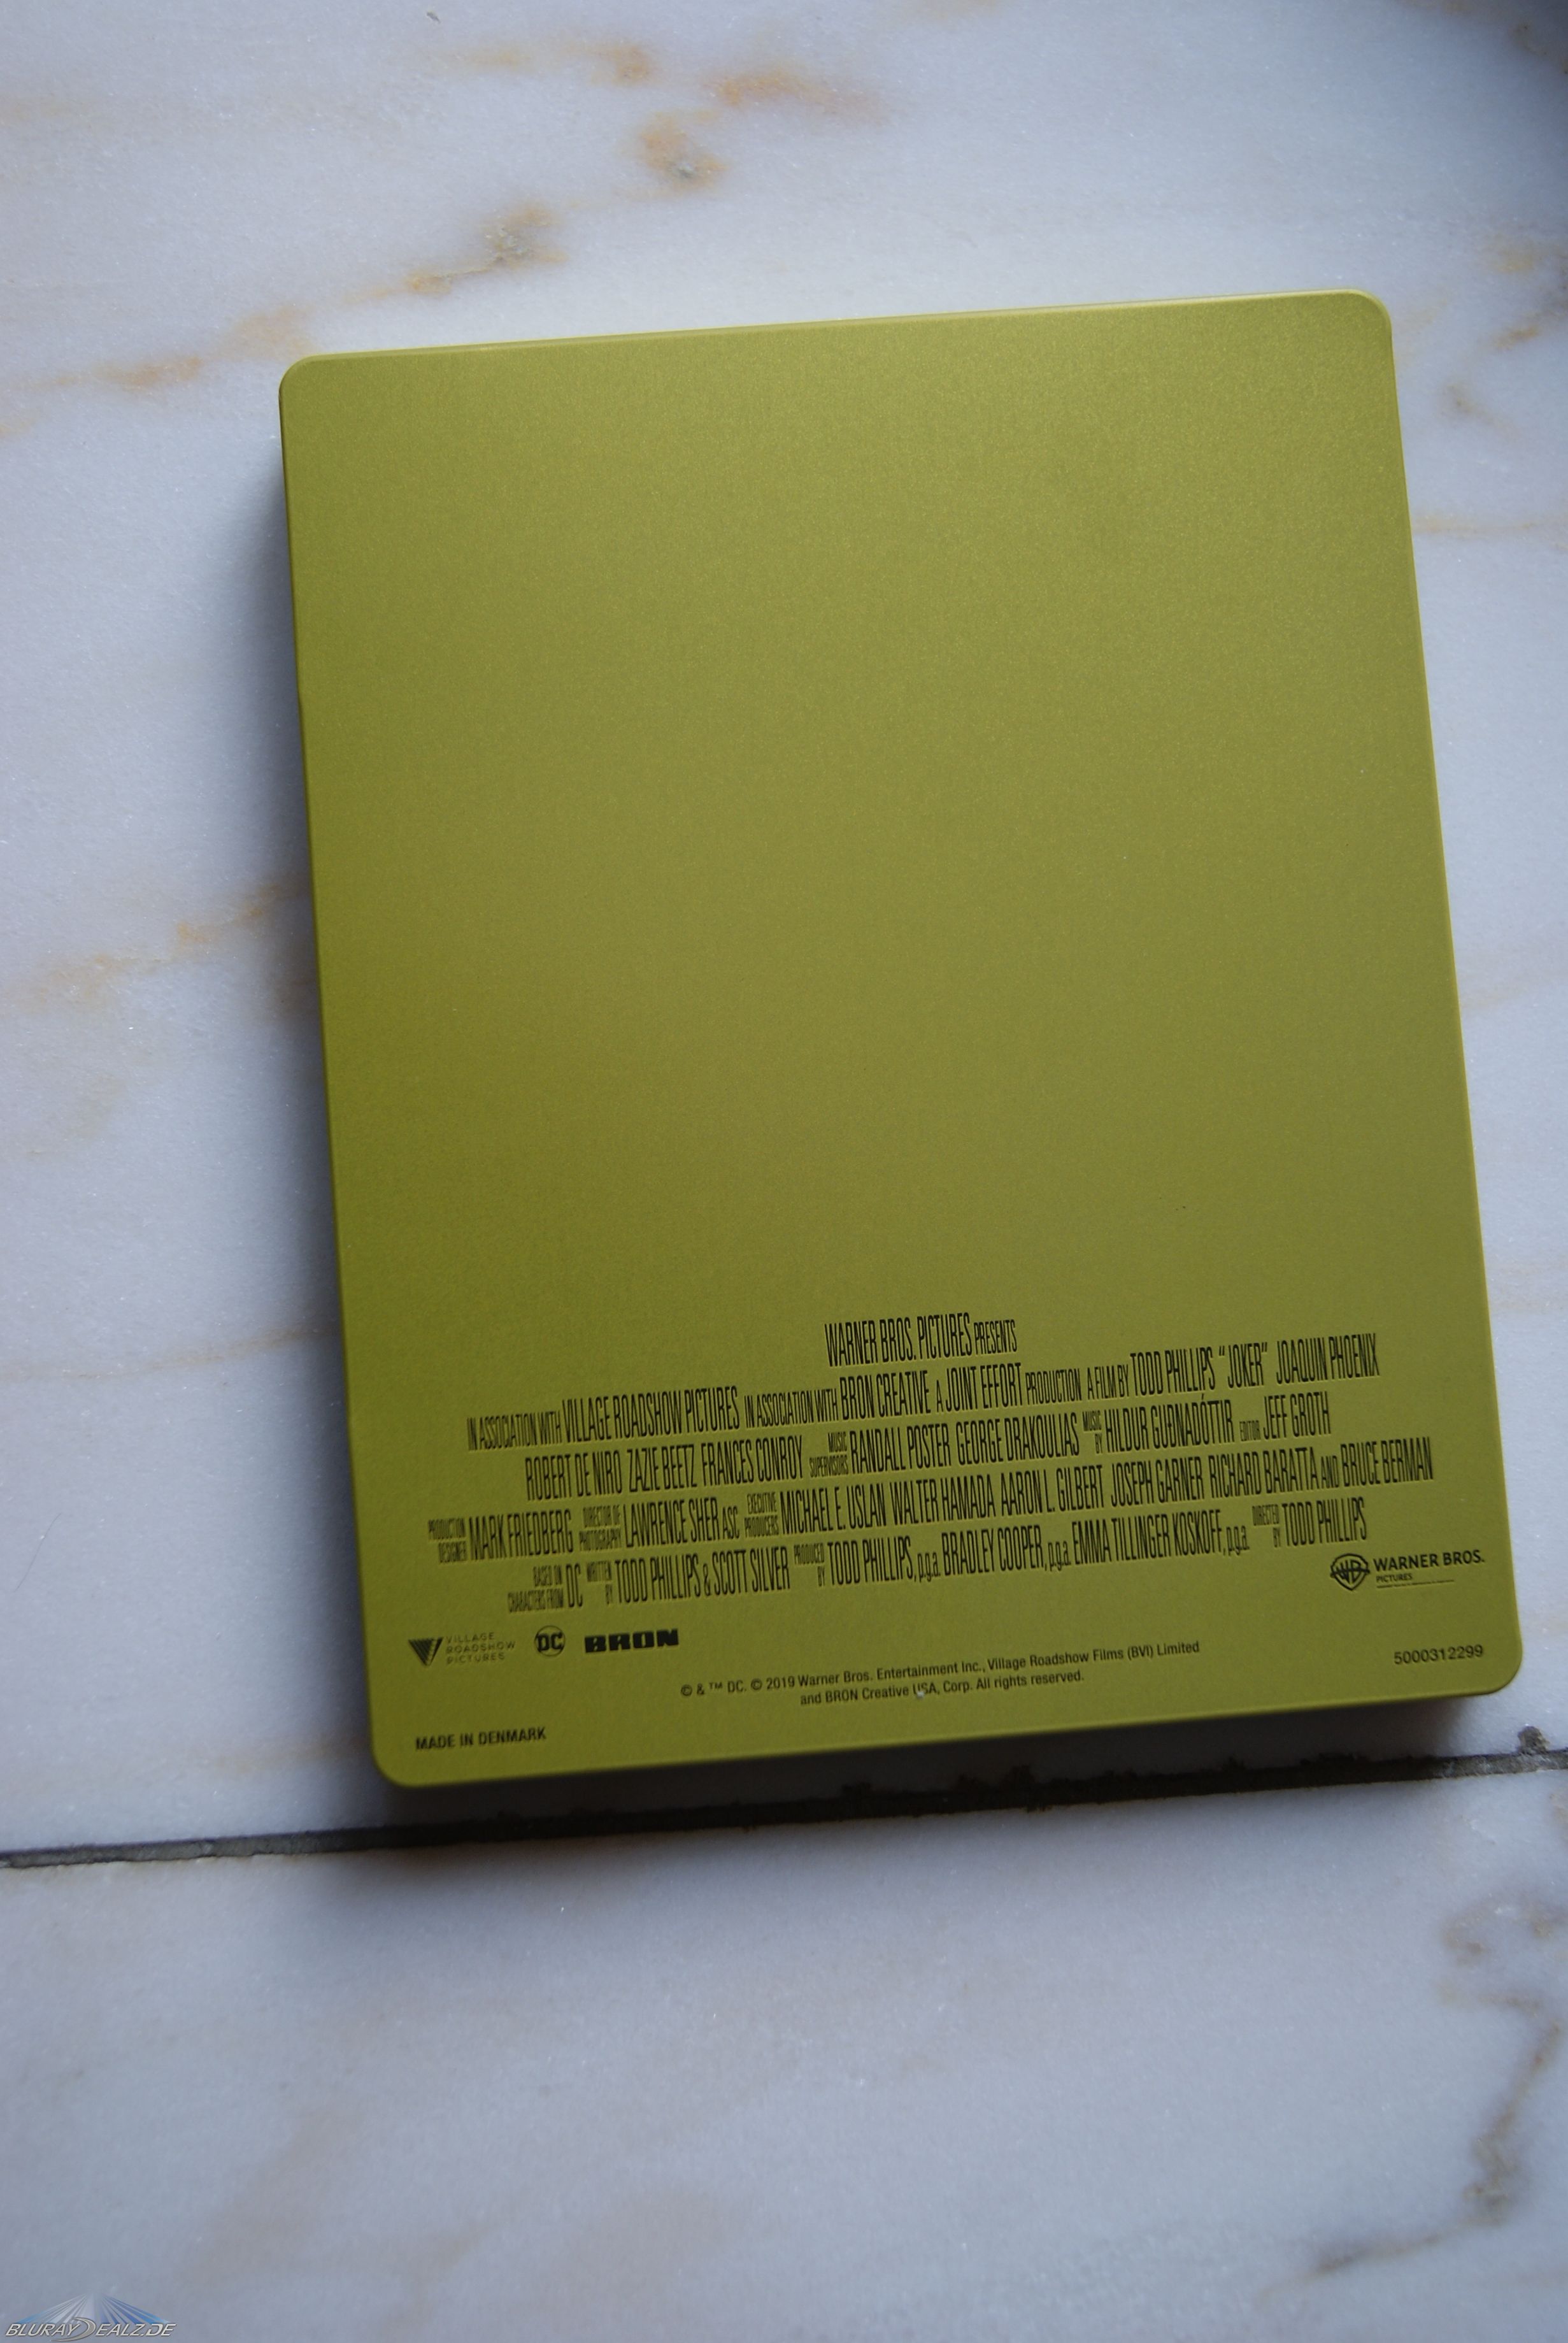 WARNER BROS. PICTURES PRESENTS
IN ASSOCIATION WITH VILLAGE ROADSHOW PICTURES IN ASSOCIATION WITH BRON CREATIVE A JOINT EFFORT PRODUCTION A FILM BY TODD PHILLIPS “JOKER” JOAQUIN PHOENIX
ROBERT DE NIRO ZAZIE BEETZ FRANCES CONROY MUSIC SUPERVISORS RANDALL POSTER GEORGE DRAKOULIAS MUSIC BY HILDUR GUÐNADÓTTIR EDITOR JEFF GROTH
PRODUCTION DESIGNER MARK FRIEDBERG DIRECTOR OF PHOTOGRAPHY LAWRENCE SHER ASC EXECUTIVE PRODUCERS MICHAEL E. USLAN WALTER HAMADA AARON L. GILBERT JOSEPH GARNER RICHARD BARATTA AND BRUCE BERMAN
BASED ON CHARACTERS FROM DC WRITTEN BY TODD PHILLIPS & SCOTT SILVER PRODUCED BY TODD PHILLIPS, p.g.a. BRADLEY COOPER, p.g.a. EMMA TILLINGER KOSKOFF, p.g.a. DIRECTED BY TODD PHILLIPS
WB WARNER BROS.
PICTURES
VILLAGE
ROADSHOW
PICTURES
DC BRON
© & ™ DC. © 2019 Warner Bros. Entertainment Inc., Village Roadshow Films (BVI) Limited
and BRON Creative USA, Corp. All rights reserved.
5000312299
MADE IN DENMARK
BLURAYDEALZ.DE